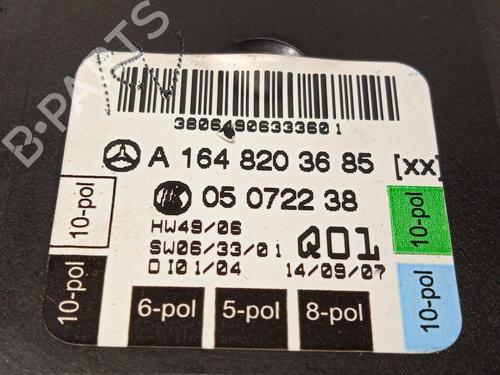 B-PARTS
3806490633360 1
A 164 820 36 85 [xx]
05 0722 38
HW49/06
SW06/33/01
D I01/04
Q01
14/09/07
10-pol
10-pol
10-pol
10-pol
6-pol
5-pol
8-pol